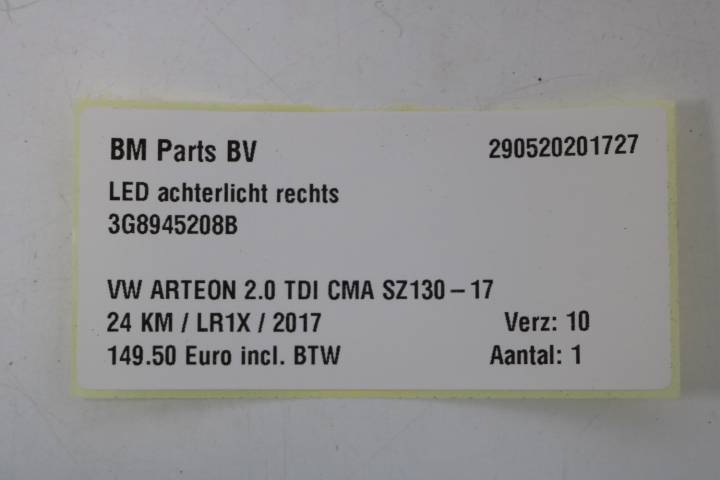 BM Parts BV 290520201727
LED achterlicht rechts
3G8945208B
VW ARTEON 2.0 TDI CMA SZ130 – 17
24 KM / LR1X / 2017 Verz: 10
149.50 Euro incl. BTW Aantal: 1